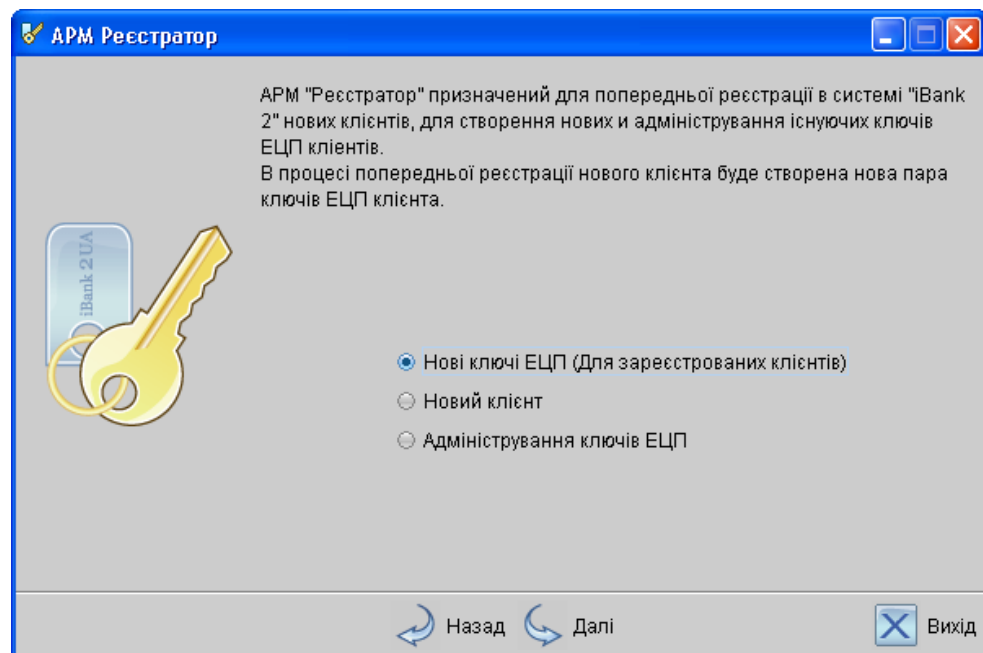 АРМ Реєстратор
АРМ "Реєстратор" призначений для попередньої реєстрації в системі "iBank
2" нових клієнтів, для створення нових и адміністрування існуючих ключів
ЕЦП клієнтів.
В процесі попередньої реєстрації нового клієнта буде створена нова пара
ключів ЕЦП клієнта.
iBank 2 UA
Нові ключі ЕЦП (Для зареєстрованих клієнтів)
Новий клієнт
Адміністрування ключів ЕЦП
Назад
Далі
Вихід